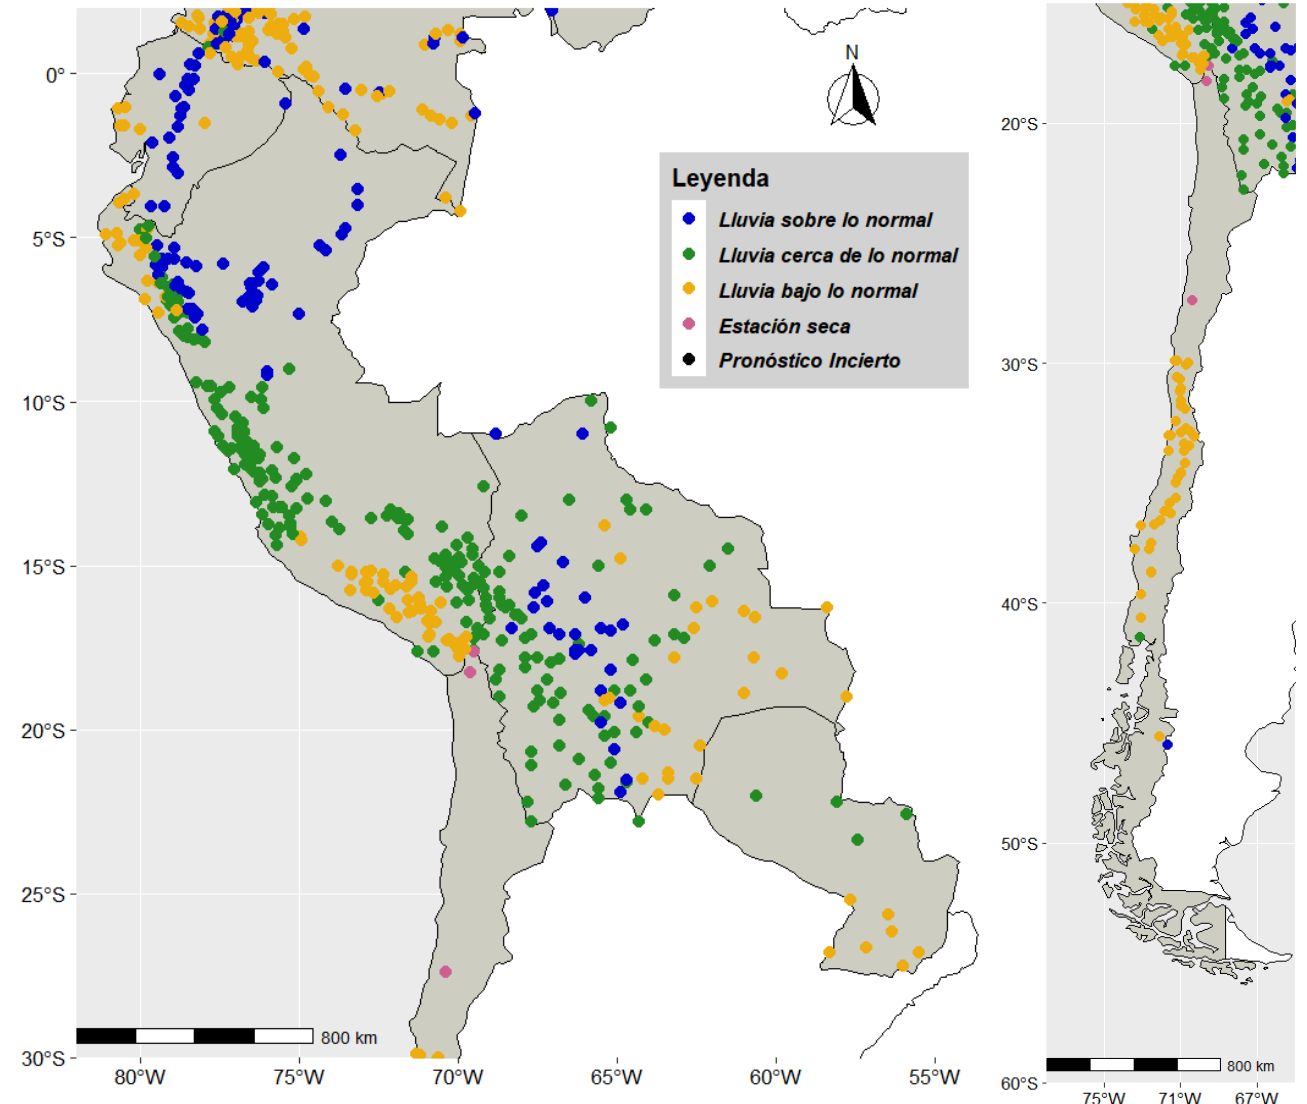 N
Leyenda
Lluvia sobre lo normal
Lluvia cerca de lo normal
Lluvia bajo lo normal
Estación seca
Pronóstico Incierto
0°
5°S
10°S
15°S
20°S
25°S
30°S
80°W
75°W
70°W
65°W
60°W
55°W
800 km
20°S
30°S
40°S
50°S
60°S
75°W
71°W
67°W
800 km